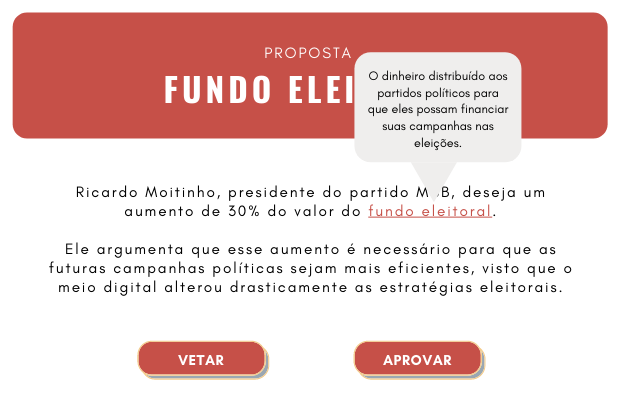 PROPOSTA
FUNDO
O dinheiro distribuído aos
partidos políticos para
que eles possam financiar
suas campanhas nas
eleições.
Ricardo Moitinho, presidente do partido deseja um
aumento de 30% do valor do fundo eleitoral.
Ele argumenta que esse aumento é necessário para que as
futuras campanhas políticas sejam mais eficientes, visto que o
meio digital alterou drasticamente as estratégias eleitorais.
VETAR
APROVAR